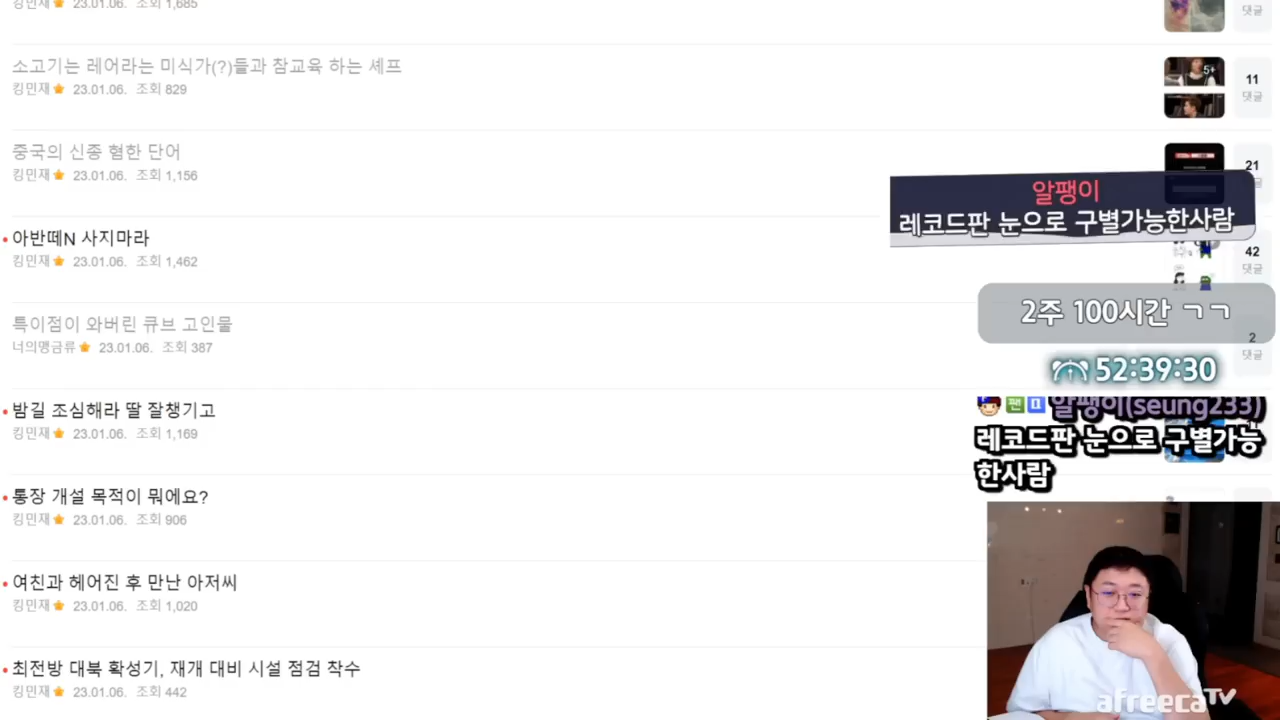 킹민재 23.01.06. 조회 1,685
댓글
소고기는 레어라는 미식가(?)들과 참교육 하는 셰프
킹민재 23.01.06. 조회 829
5+
11
댓글
중국의 신종 혐한 단어
킹민재 23.01.06. 조회 1,156
21
알팽이
레코드판 눈으로 구별가능한사람
아반떼N 사지마라
킹민재 23.01.06. 조회 1,462
42
댓글
2주 100시간 ㄱㄱ
특이점이 와버린 큐브 고인물
너의맹금류 23.01.06. 조회 387
2
댓글
52:39:30
팬 알팽이(seung233)
레코드판 눈으로 구별가능
한사람
밤길 조심해라 딸 잘챙기고
킹민재 23.01.06. 조회 1,169
통장 개설 목적이 뭐에요?
킹민재 23.01.06. 조회 906
여친과 헤어진 후 만난 아저씨
킹민재 23.01.06. 조회 1,020
최전방 대북 확성기, 재개 대비 시설 점검 착수
킹민재 23.01.06. 조회 442
afreecaTV